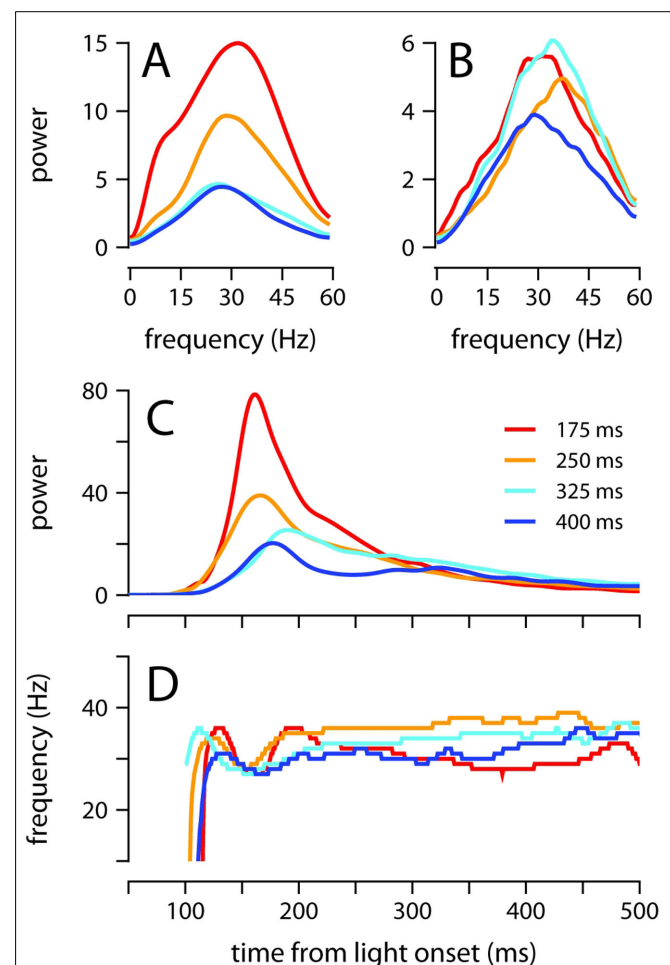 A
B
15
10
5
0
power
0 15 30 45 60
frequency (Hz)
6
4
2
0
0 15 30 45 60
frequency (Hz)
C
80
40
0
power
175 ms
250 ms
325 ms
400 ms
D
40
20
frequency (Hz)
100 200 300 400 500
time from light onset (ms)